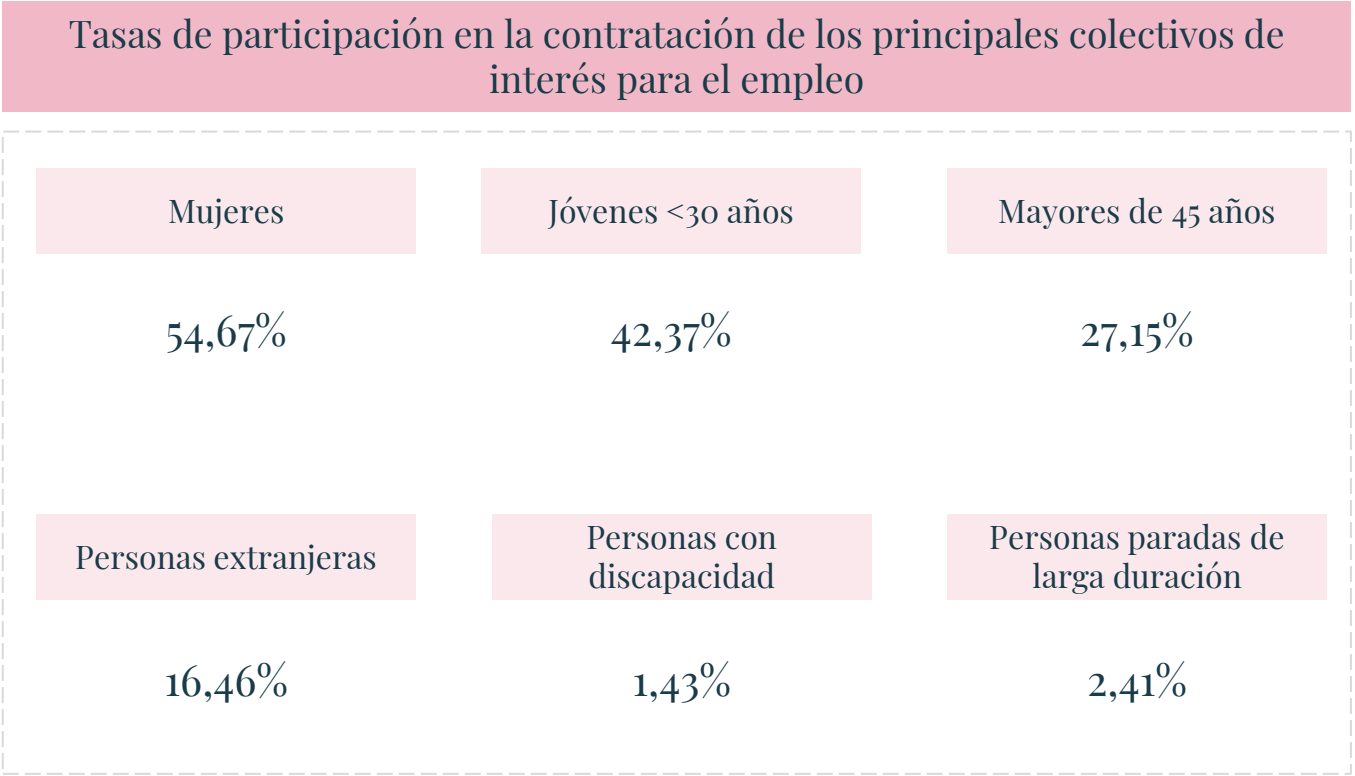 Tasas de participación en la contratación de los principales colectivos de
interés para el empleo
Mujeres
Jóvenes <30 años
Mayores de 45 años
54,67%
42,37%
27,15%
Personas extranjeras
Personas con
discapacidad
Personas paradas de
larga duración
16,46%
1,43%
2,41%